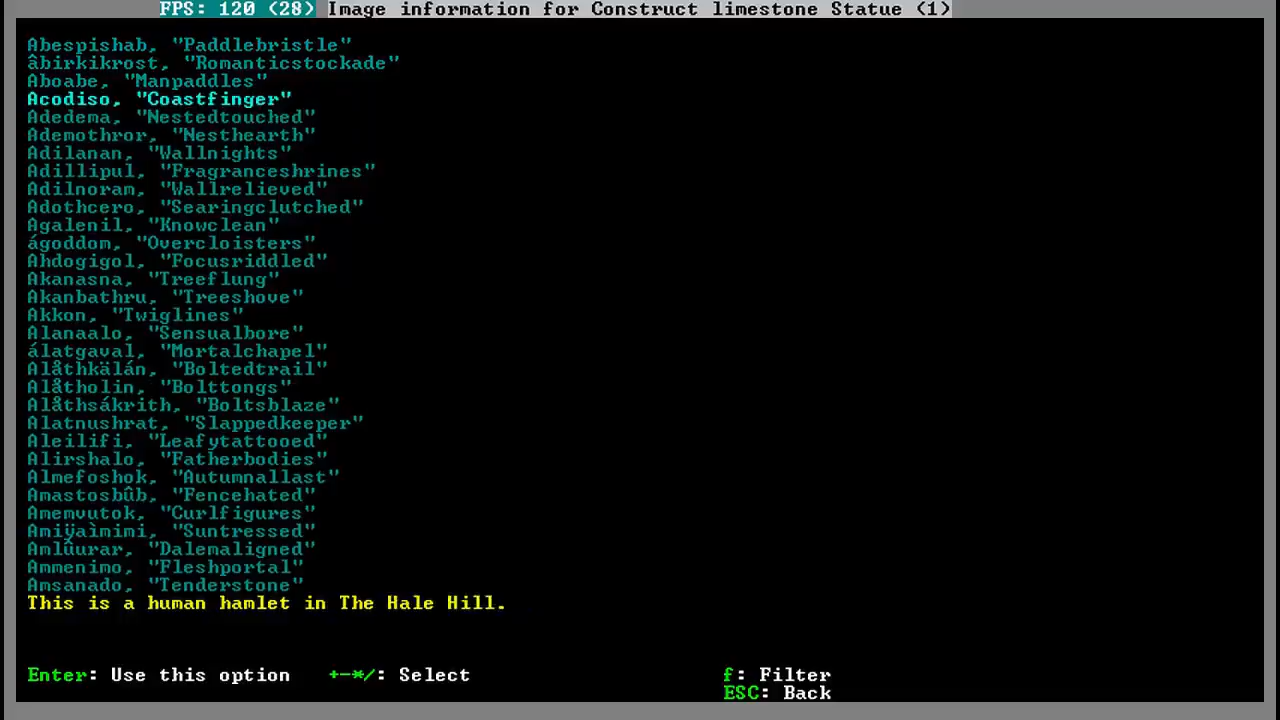 FPS: 120 (28) Image information for Construct limestone Statue (1)
Abespishab, "Paddlebristle"
âbirkikrost, "Romanticstockade"
Aboabe, "Manpaddles"
Acodiso, "Coastfinger"
Adedema, "Nestedtouched"
Ademothror, "Nesthearth"
Adilanan, "Wallnights"
Adillipul, "Fragranceshrines"
Adilnoram, "Wallrelieved"
Adothcero, "Searingclutched"
Agalenil, "Knowclean"
ágoddom, "Overcloisters"
Ahdogigol, "Focusriddled"
Akanasna, "Treeflung"
Akanbathru, "Treeshove"
Akkon, "Twiglines"
Alanaalo, "Sensualbore"
álatgaval, "Mortalchapel"
Alåthkälán, "Boltedtrail"
Alåtholin, "Bolttongs"
Alåthsákrith, "Boltsblaze"
Alatnushrat, "Slappedkeeper"
Aleilifi, "Leafytattooed"
Alirshalo, "Fatherbodies"
Almefoshok, "Autumnallast"
Amastosbûb, "Fencehated"
Amemvutok, "Curlfigures"
Amiÿaìmimi, "Suntressed"
Amlûurar, "Dalemaligned"
Ammenimo, "Fleshportal"
Amsanado, "Tenderstone"
This is a human hamlet in The Hale Hill.
Enter: Use this option +-*/: Select f: Filter
ESC: Back